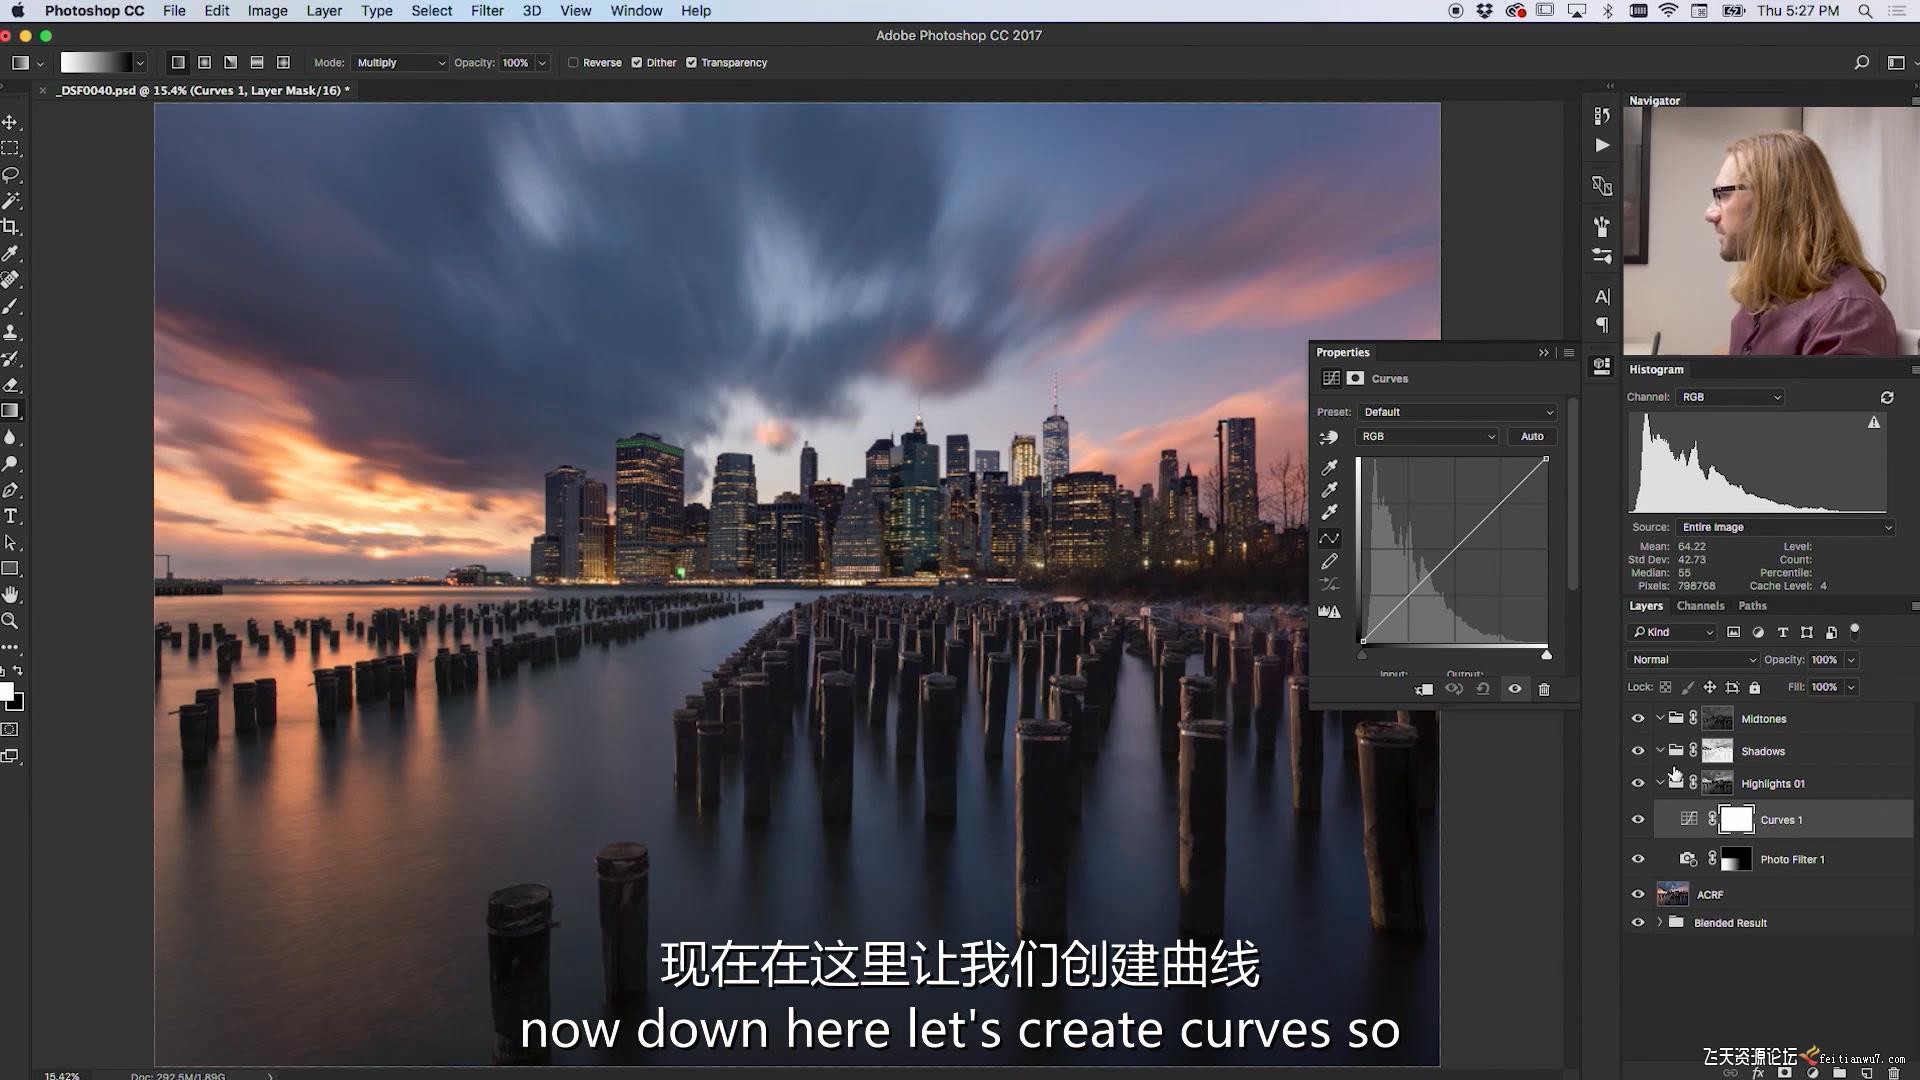 Photoshop CC File Edit Image Layer Type Select Filter 3D View Window Help Thu 5:27 PM
Adobe Photoshop CC 2017
Mode: Multiply Opacity: 100% Reverse Dither Transparency
_DSF0040.psd @ 15.4% (Curves 1, Layer Mask/16) *
Navigator
Properties
Curves
Preset: Default
RGB Auto
Input: Output:
Histogram
Channel: RGB
Source: Entire Image
Mean: 64.22 Level:
Std Dev: 42.73 Count:
Median: 55 Percentile:
Pixels: 798768 Cache Level: 4
Layers Channels Paths
Kind
Normal Opacity: 100%
Lock: Fill: 100%
Midtones
Shadows
Highlights 01
Curves 1
Photo Filter 1
ACRF
Blended Result
现在在这里让我们创建曲线
now down here let's create curves so
飞天资源论坛 feitianwu7.com
15.42% Doc: 292.5M/1.89G